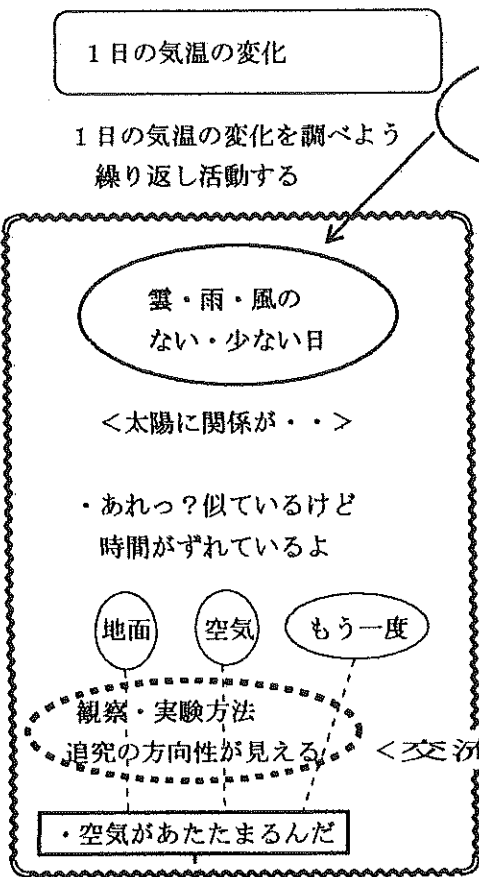 1日の気温の変化
1日の気温の変化を調べよう
繰り返し活動する
雲・雨・風の
ない・少ない日
<太陽に関係が・・>
・あれっ?似ているけど
時間がずれているよ
地面
空気
もう一度
観察・実験方法
追究の方向性が見える
<交
・空気があたたまるんだ